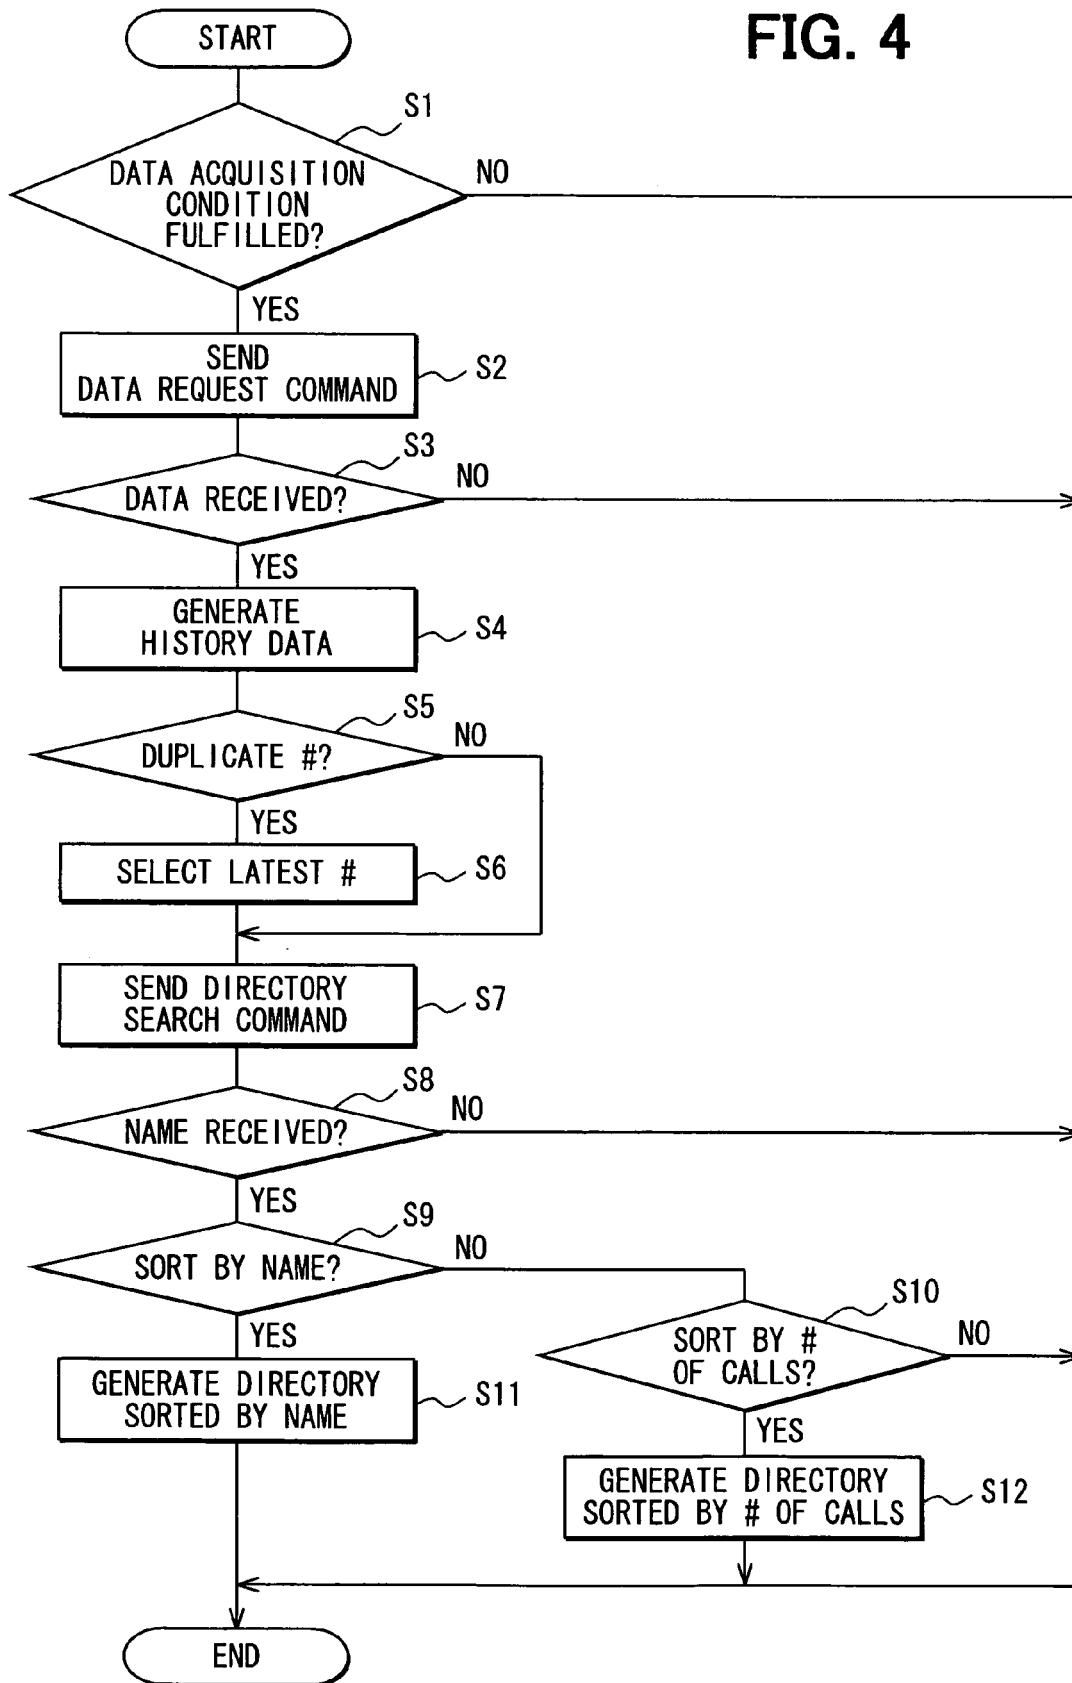 FIG. 4
START
S1
DATA ACQUISITION
CONDITION
FULFILLED?
NO
YES
SEND
DATA REQUEST COMMAND
S2
S3
DATA RECEIVED?
NO
YES
GENERATE
HISTORY DATA
S4
S5
DUPLICATE #?
NO
YES
SELECT LATEST #
S6
SEND DIRECTORY
SEARCH COMMAND
S7
S8
NAME RECEIVED?
NO
YES
S9
SORT BY NAME?
NO
YES
S10
SORT BY #
OF CALLS?
NO
YES
GENERATE DIRECTORY
SORTED BY NAME
S11
GENERATE DIRECTORY
SORTED BY # OF CALLS
S12
END